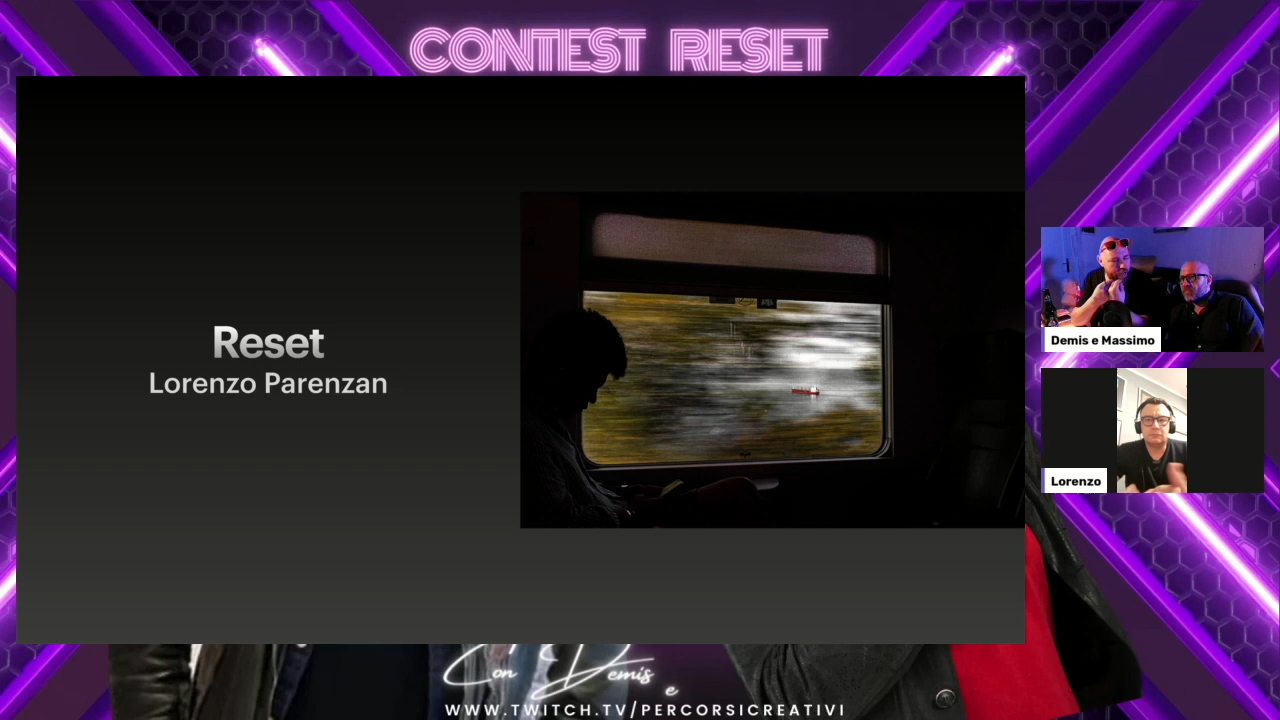 CONTEST RESET
Reset
Lorenzo Parenzan
Demis e Massimo
Lorenzo
Con Demis
e
WWW.TWITCH.TV/PERCORSICREATIVI